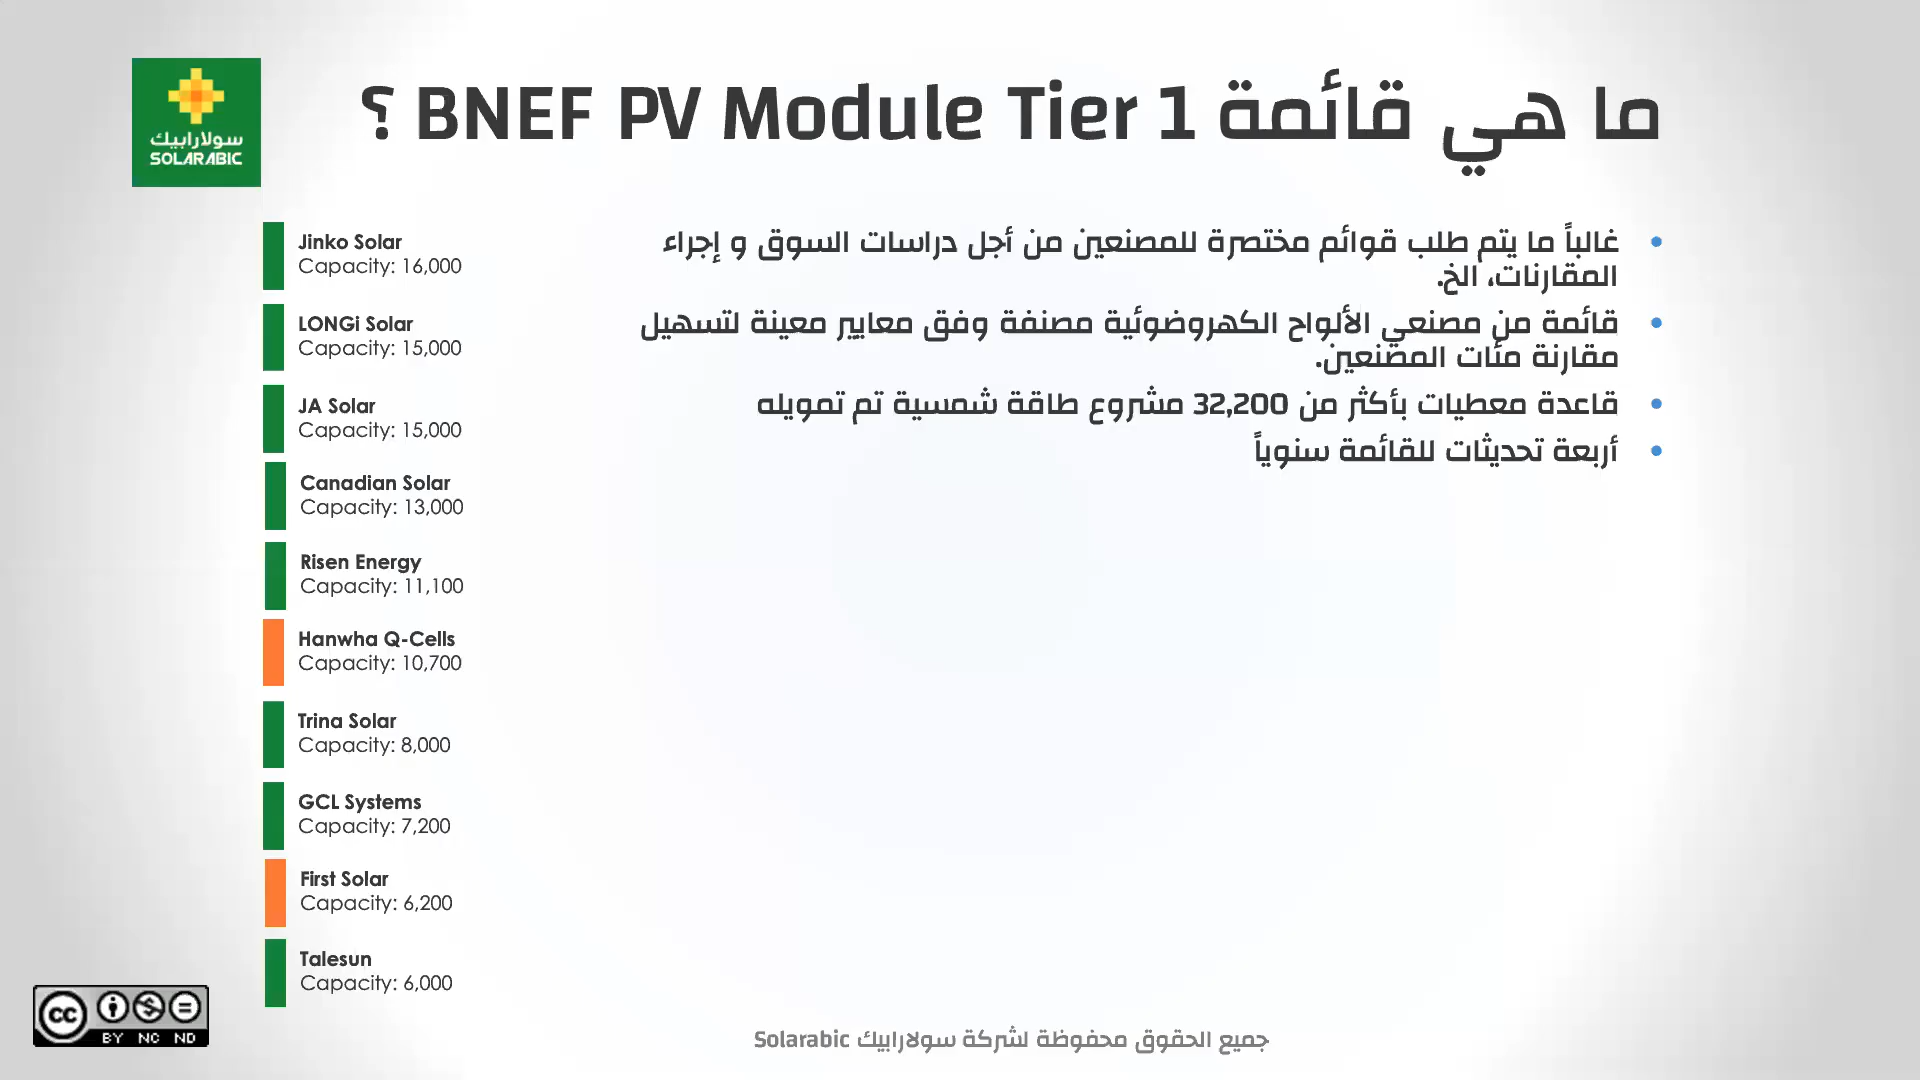 ما هي قائمة BNEF PV Module Tier 1 ؟
سولارابيك
SOLARABIC
غالباً ما يتم طلب قوائم مختصرة للمصنعين من أجل دراسات السوق و إجراء
المقارنات، الخ.
قائمة من مصنعي الألواح الكهروضوئية مصنفة وفق معايير معينة لتسهيل
مقارنة مئات المصنعين.
قاعدة معطيات بأكثر من 32,200 مشروع طاقة شمسية تم تمويله
أربعة تحديثات للقائمة سنوياً
Jinko Solar
Capacity: 16,000
LONGi Solar
Capacity: 15,000
JA Solar
Capacity: 15,000
Canadian Solar
Capacity: 13,000
Risen Energy
Capacity: 11,100
Hanwha Q-Cells
Capacity: 10,700
Trina Solar
Capacity: 8,000
GCL Systems
Capacity: 7,200
First Solar
Capacity: 6,200
Talesun
Capacity: 6,000
cc
BY NC ND
جميع الحقوق محفوظة لشركة سولارابيك Solarabic